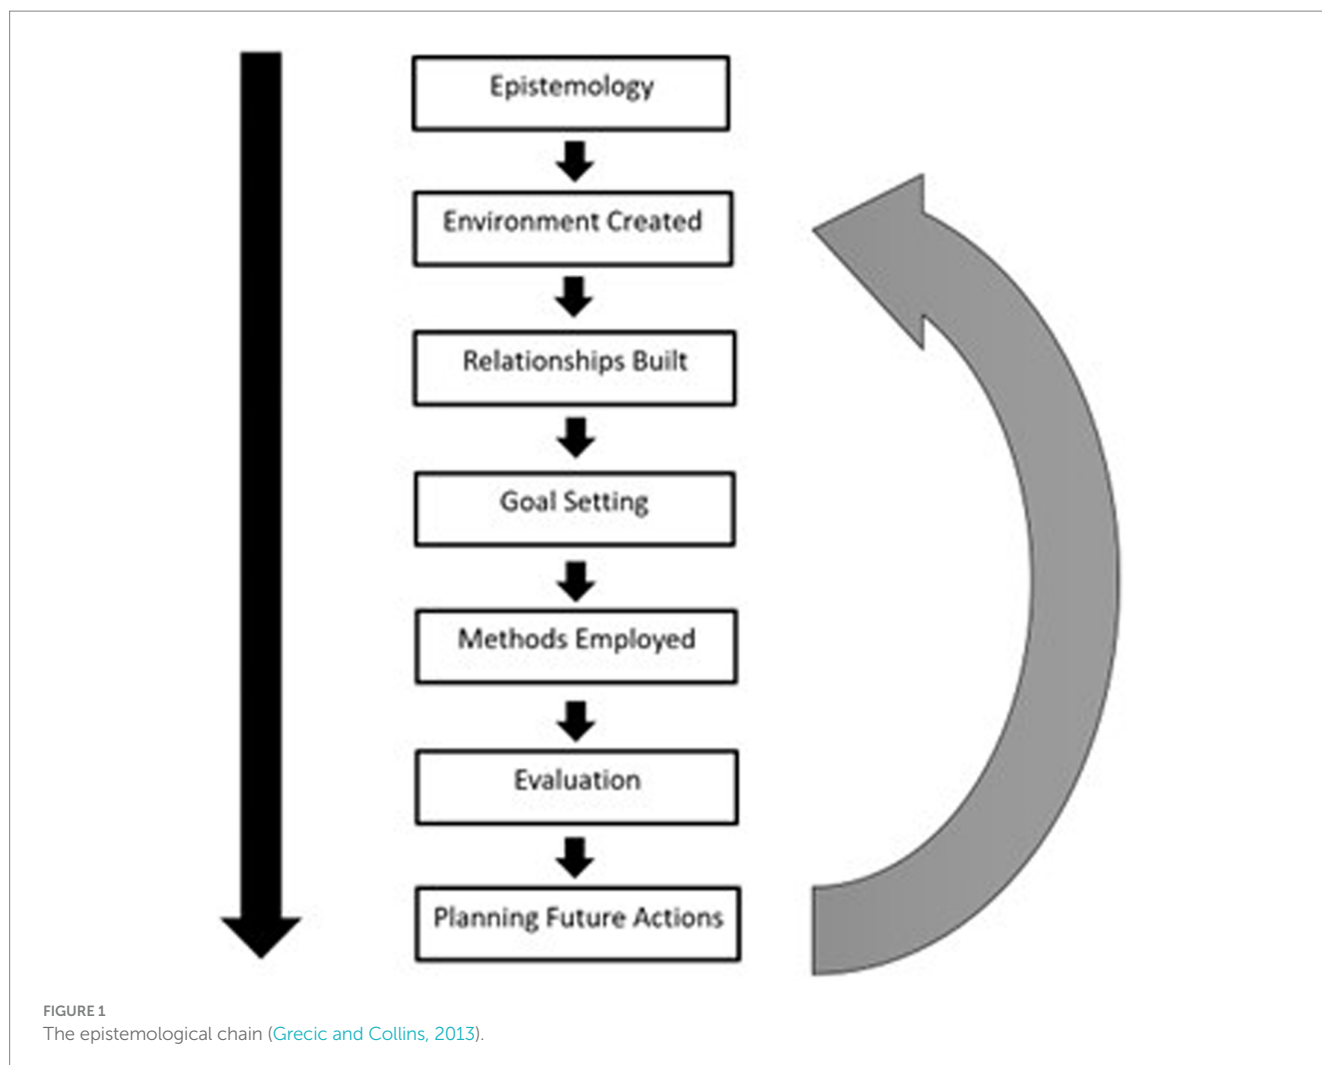 Epistemology
Environment Created
Relationships Built
Goal Setting
Methods Employed
Evaluation
Planning Future Actions
FIGURE 1
The epistemological chain (Grecic and Collins, 2013).